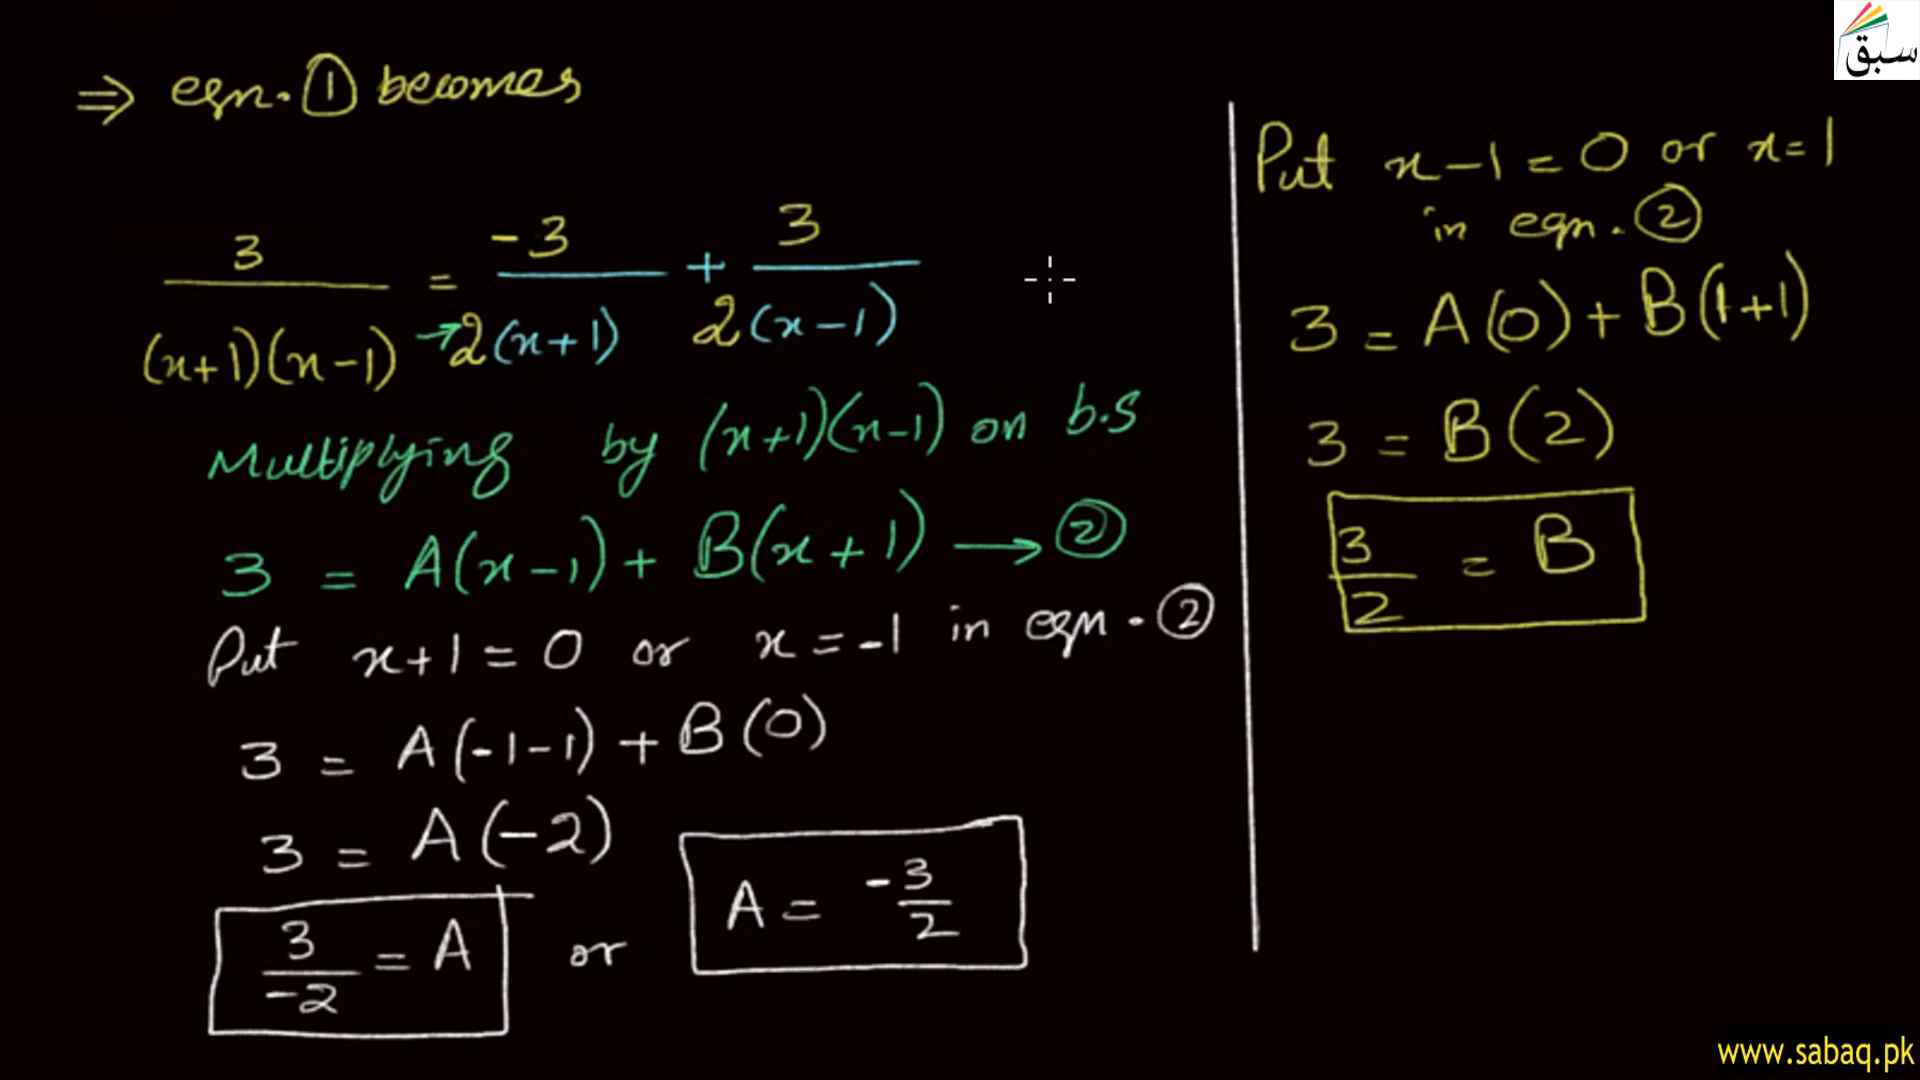 ⇒ eqn. ① becomes
3/((x+1)(x-1)) = -3/(2(x+1)) + 3/(2(x-1))
Multiplying by (x+1)(x-1) on b.s
3 = A(x-1) + B(x+1) → ②
Put x+1 = 0 or x = -1 in eqn. ②
3 = A(-1-1) + B(0)
3 = A(-2)
3/-2 = A or A = -3/2
Put x-1 = 0 or x = 1
in eqn. ②
3 = A(0) + B(1+1)
3 = B(2)
3/2 = B
سبق
www.sabaq.pk